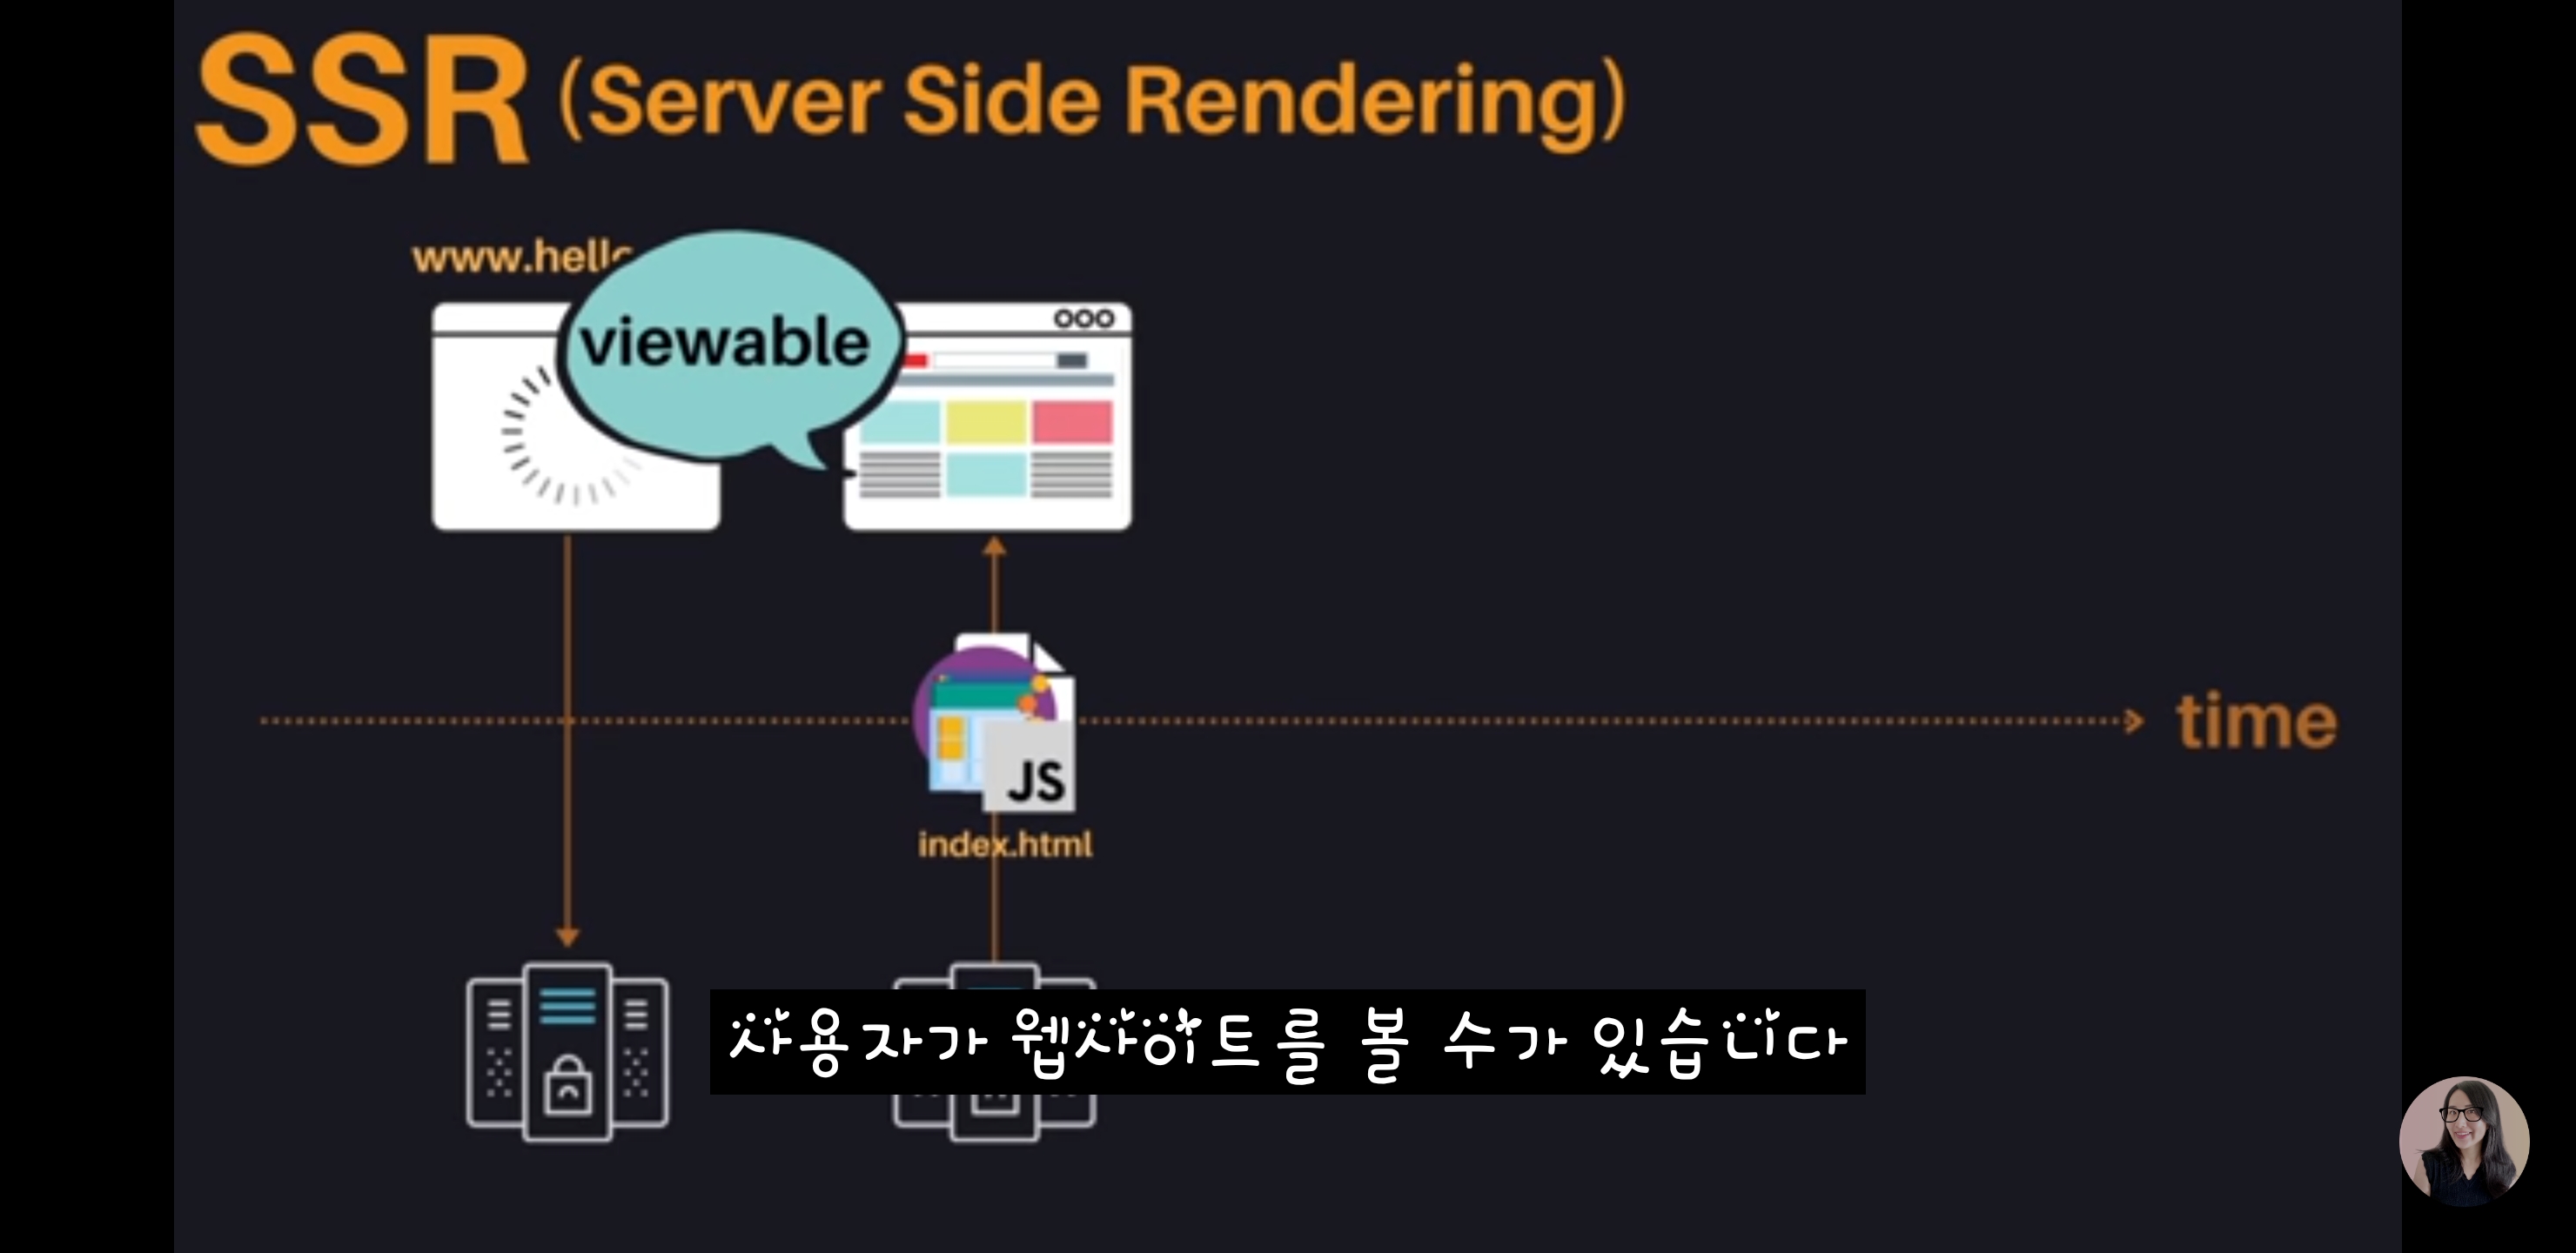 SSR (Server Side Rendering)
www.hello
viewable
JS
index.html
time
사용자가 웹사이트를 볼 수가 있습니다